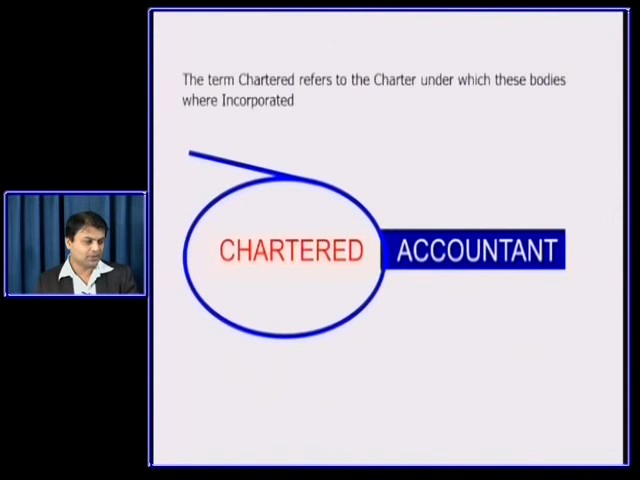 The term Chartered refers to the Charter under which these bodies
where Incorporated
CHARTERED ACCOUNTANT